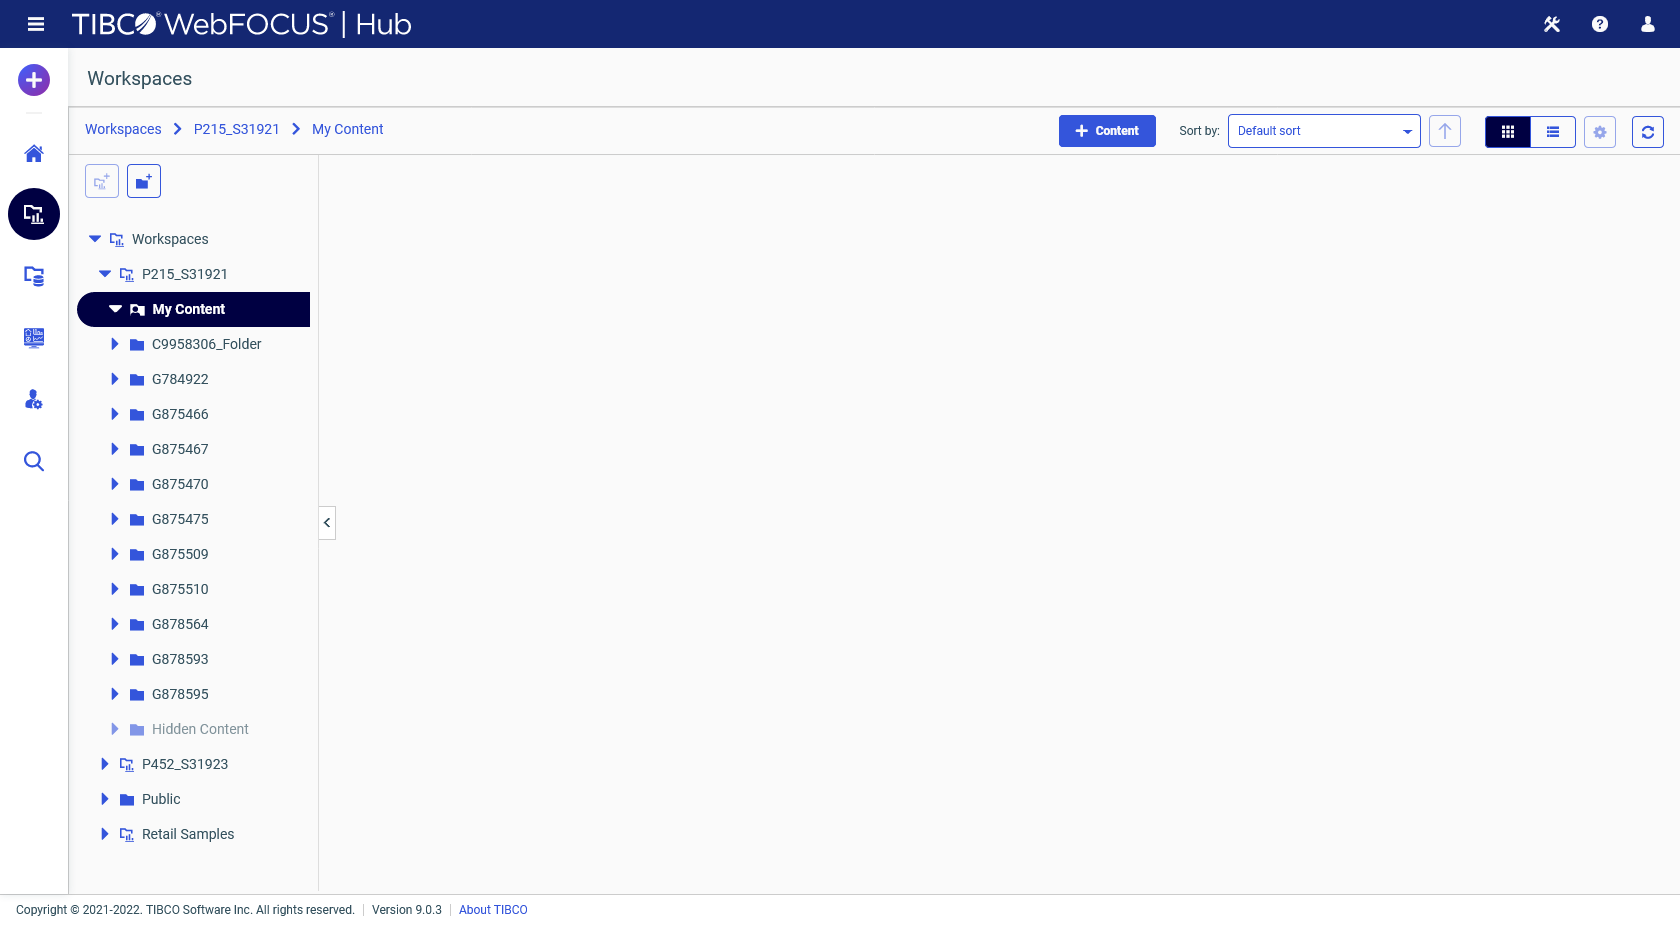 TIBCO® WebFOCUS® | Hub
Workspaces
Workspaces > P215_S31921 > My Content
+ Content
Sort by:
Default sort
Workspaces
P215_S31921
My Content
C9958306_Folder
G784922
G875466
G875467
G875470
G875475
G875509
G875510
G878564
G878593
G878595
Hidden Content
P452_S31923
Public
Retail Samples
Copyright © 2021-2022. TIBCO Software Inc. All rights reserved. | Version 9.0.3 | About TIBCO